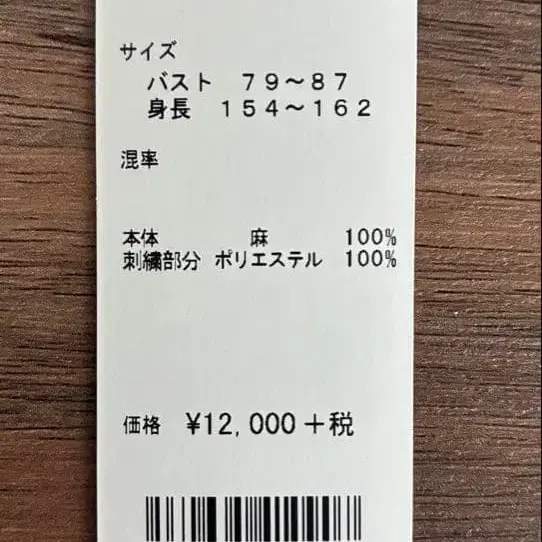 サイズ
バスト 79～87
身長 154～162
混率
本体 麻 100%
刺繍部分 ポリエステル 100%
価格 ¥12,000＋税